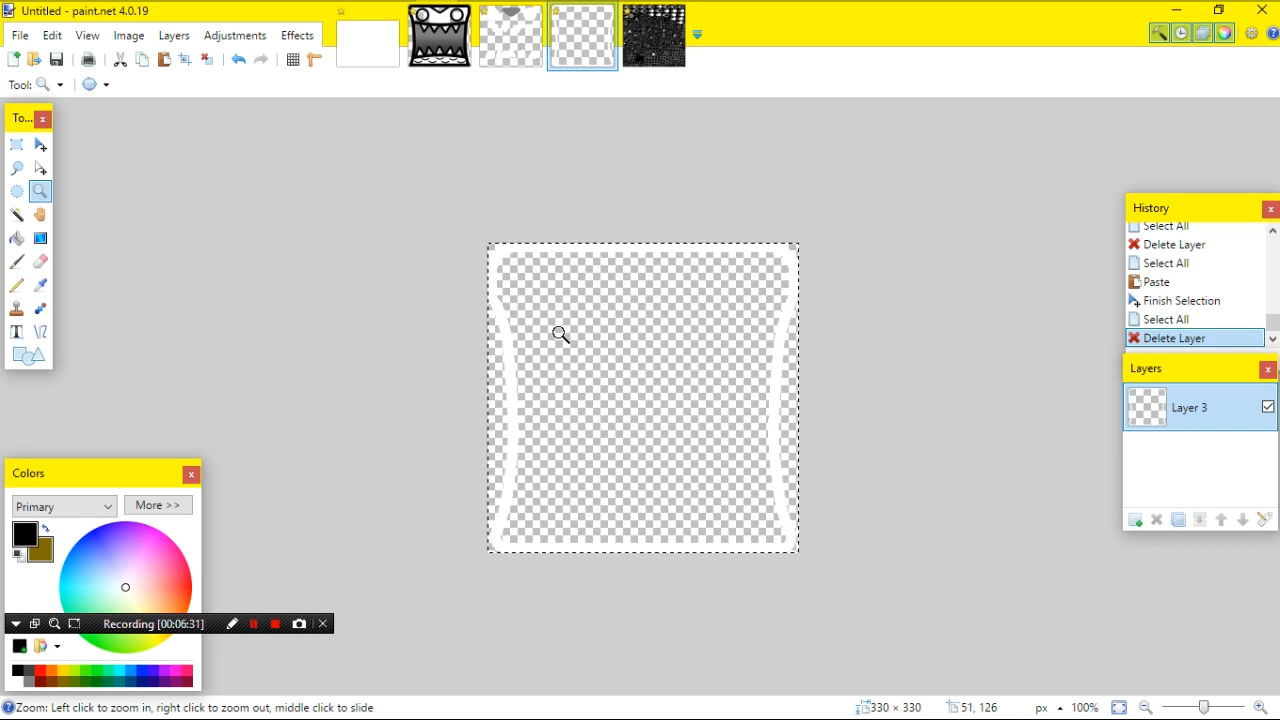 Untitled - paint.net 4.0.19
File Edit View Image Layers Adjustments Effects
Tool:
To...
History
Select All
Delete Layer
Select All
Paste
Finish Selection
Select All
Delete Layer
Layers
Layer 3
Colors
Primary
More >>
Recording [00:06:31]
Zoom: Left click to zoom in, right click to zoom out, middle click to slide
330 × 330
51, 126
px
100%